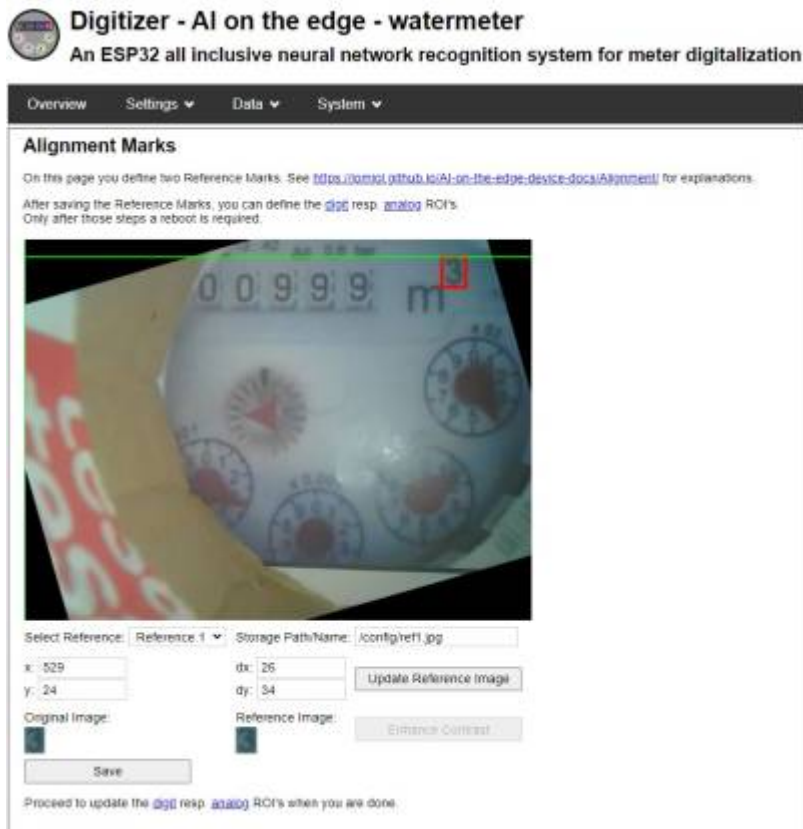 Digitizer - AI on the edge - watermeter
An ESP32 all inclusive neural network recognition system for meter digitalization
Overview Settings Data System
Alignment Marks
On this page you define two Reference Marks. See https://jomjol.github.io/AI-on-the-edge-device-docs/Alignment/ for explanations.
After saving the Reference Marks, you can define the digit resp. analog ROI's.
Only after those steps a reboot is required.
0 0 9 9 9 m 3
Select Reference: Reference 1 Storage Path/Name: /config/ref1.jpg
x: 529 dx: 26
Update Reference Image
y: 24 dy: 34
Original Image: Reference Image:
Enhance Contrast
Save
Proceed to update the digit resp. analog ROI's when you are done.